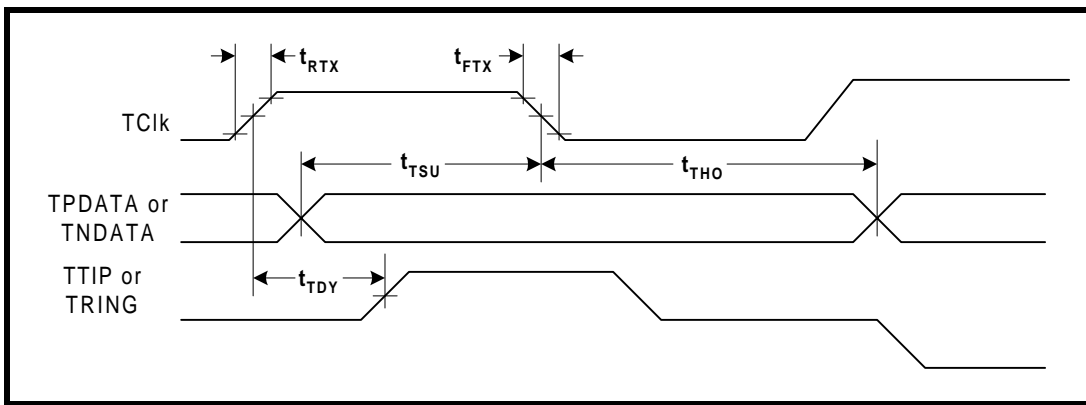 tRTX
tFTX
TClk
tTSU
tTHO
TPDATA or
TNDATA
TTIP or
TRING
tTDY